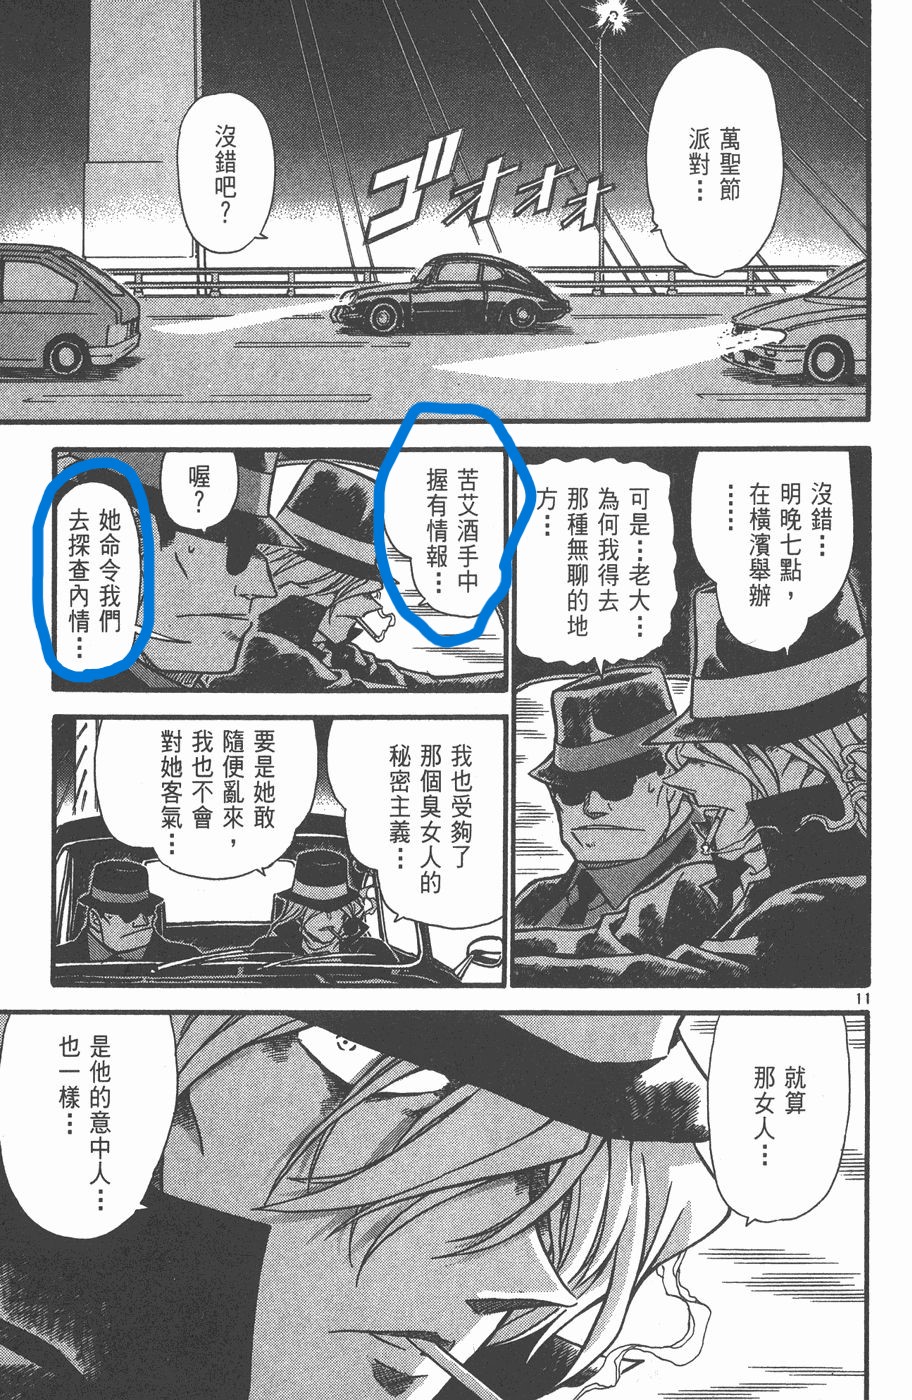 萬聖節
派對…
ゴオオオ
沒錯吧？
沒錯…
明晚七點，
在橫濱舉辦
……
可是…老大…
為何我得去
那種無聊的地
方…
苦艾酒手中
握有情報…
喔？
她命令我們
去探查內情…
我也受夠了
那個臭女人的
秘密主義…
要是她敢
隨便亂來，
我也不會
對她客氣…
11
就算
那女人…
是他的意中人…
也一樣…